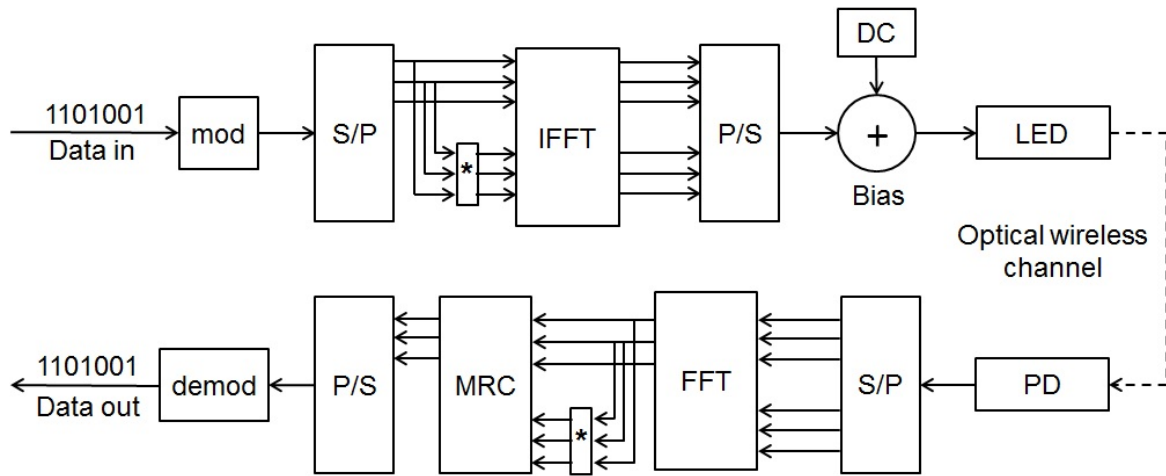 DC
1101001
Data in
mod
S/P
*
IFFT
P/S
+
Bias
LED
Optical wireless
channel
1101001
Data out
demod
P/S
MRC
*
FFT
S/P
PD